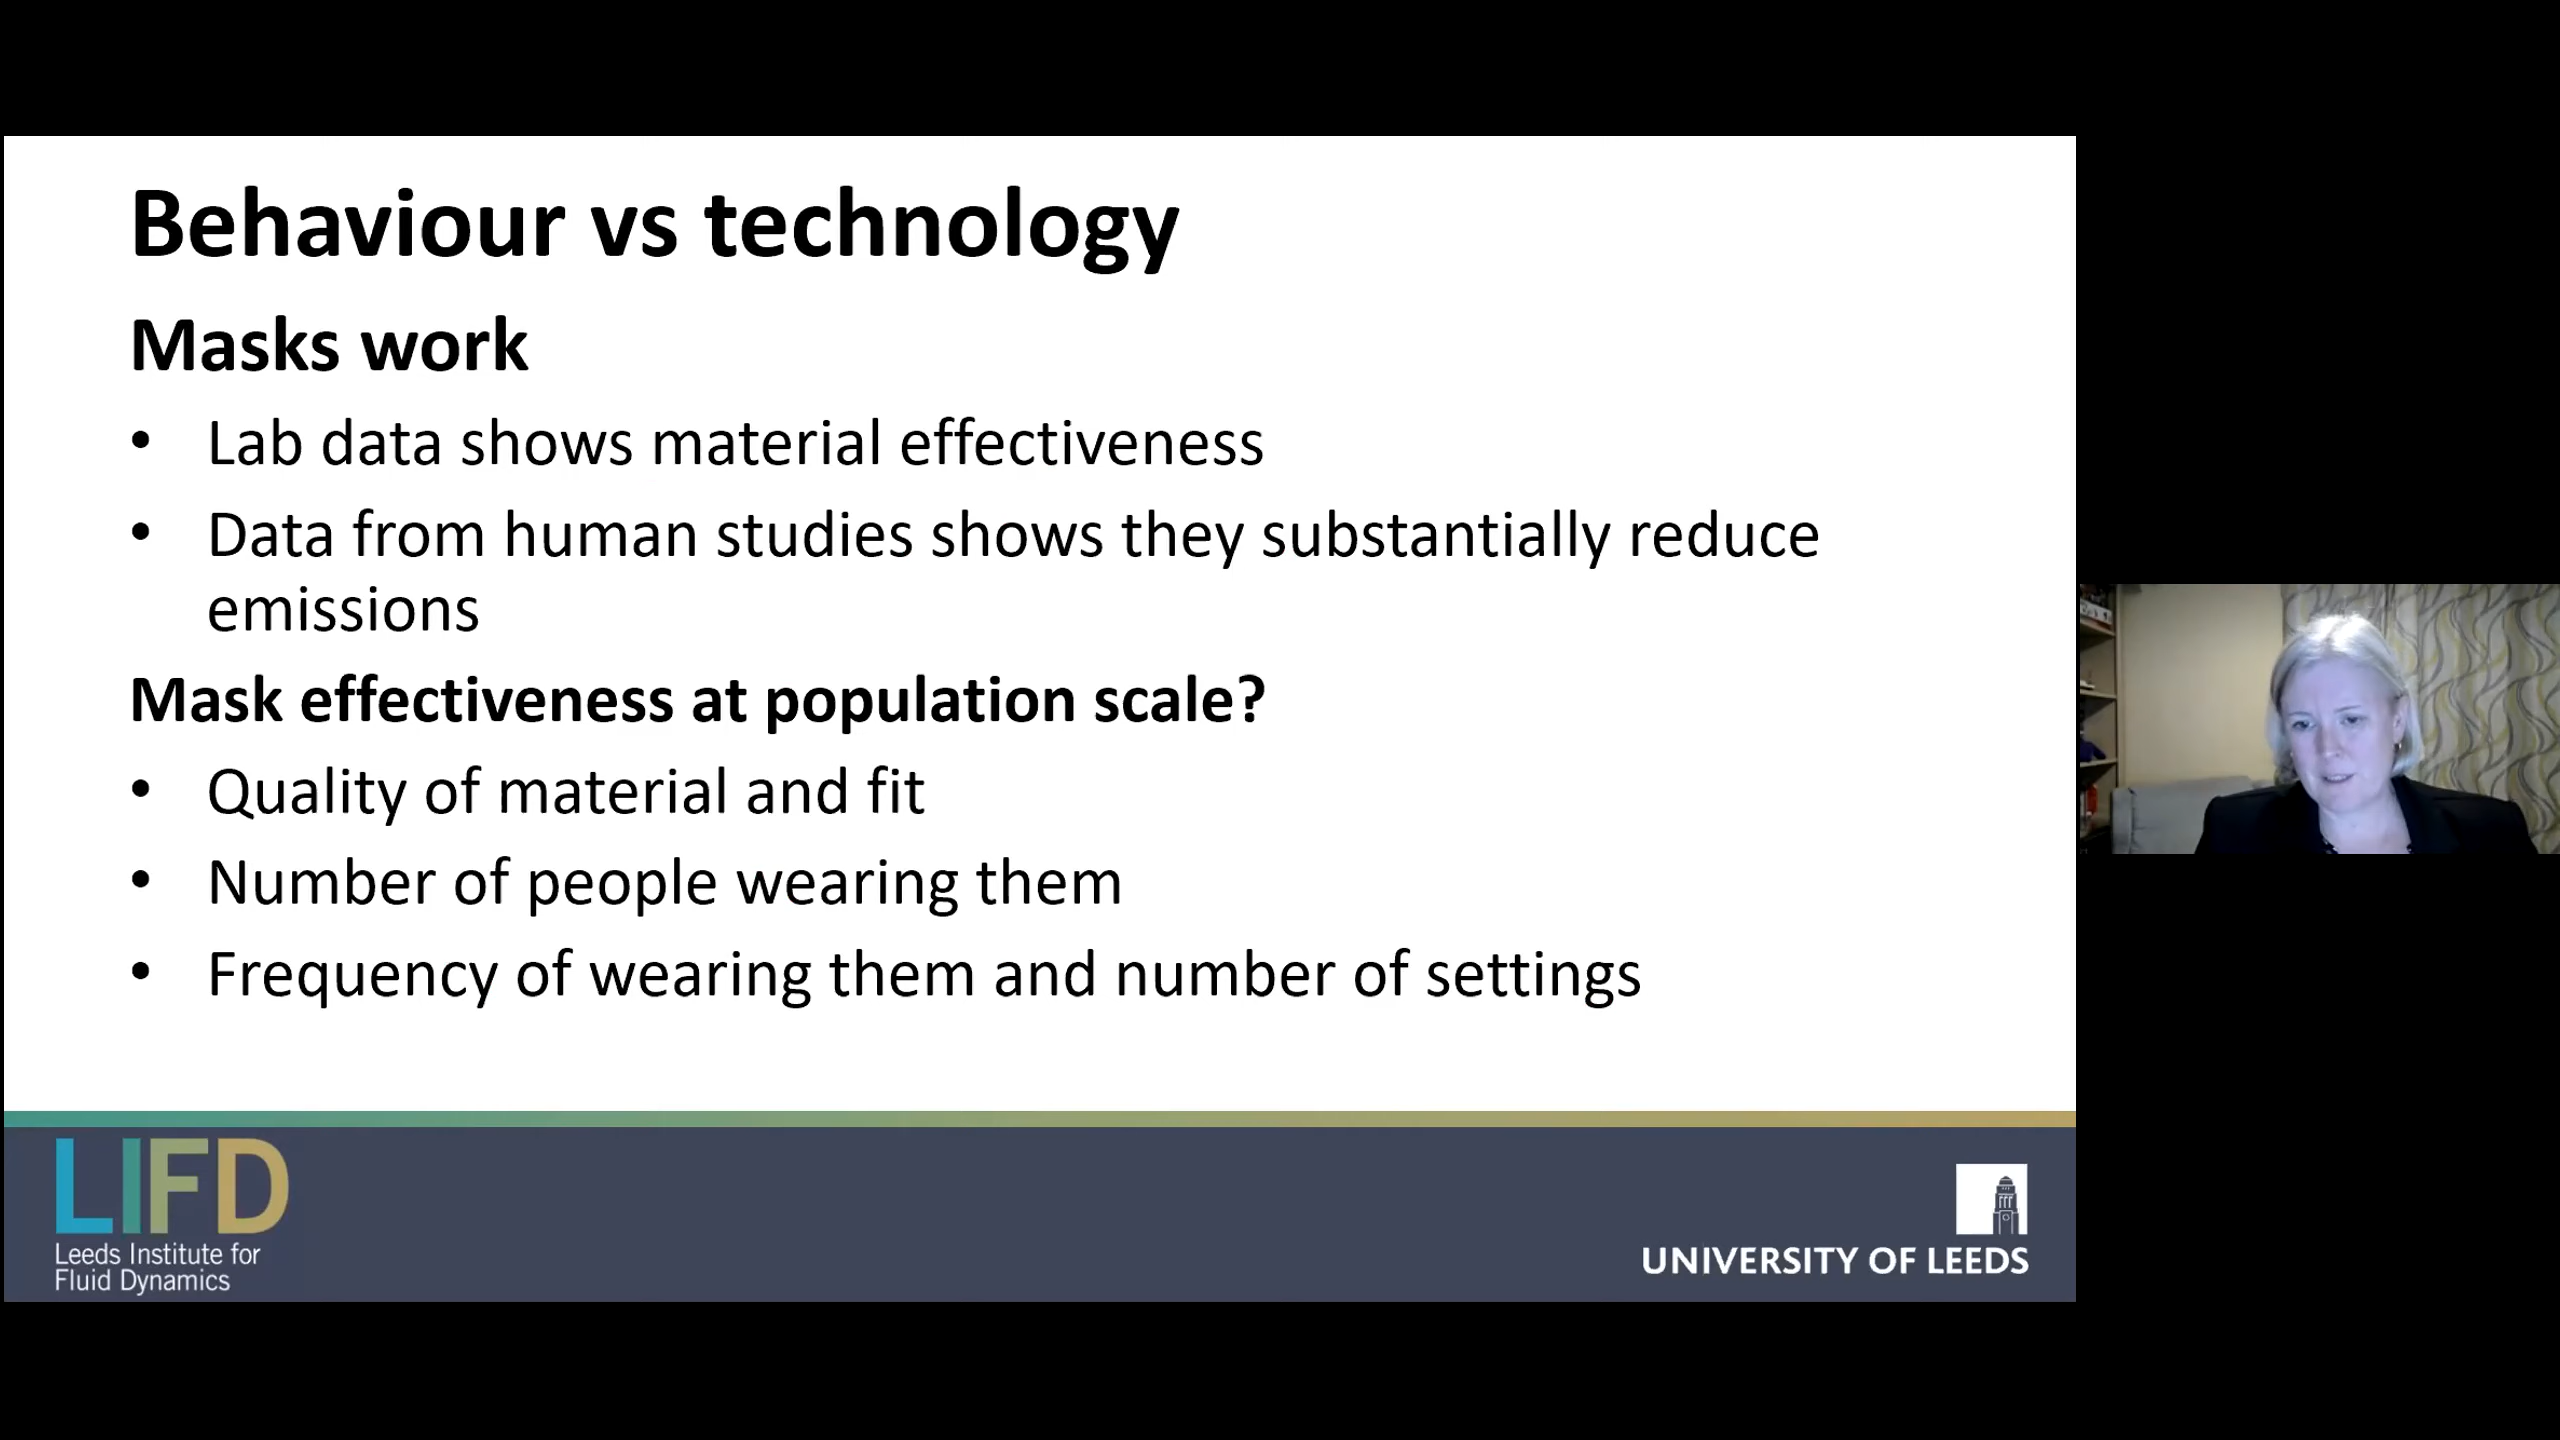 Behaviour vs technology
Masks work
• Lab data shows material effectiveness
• Data from human studies shows they substantially reduce
emissions
Mask effectiveness at population scale?
• Quality of material and fit
• Number of people wearing them
• Frequency of wearing them and number of settings
LIFD
Leeds Institute for
Fluid Dynamics
UNIVERSITY OF LEEDS